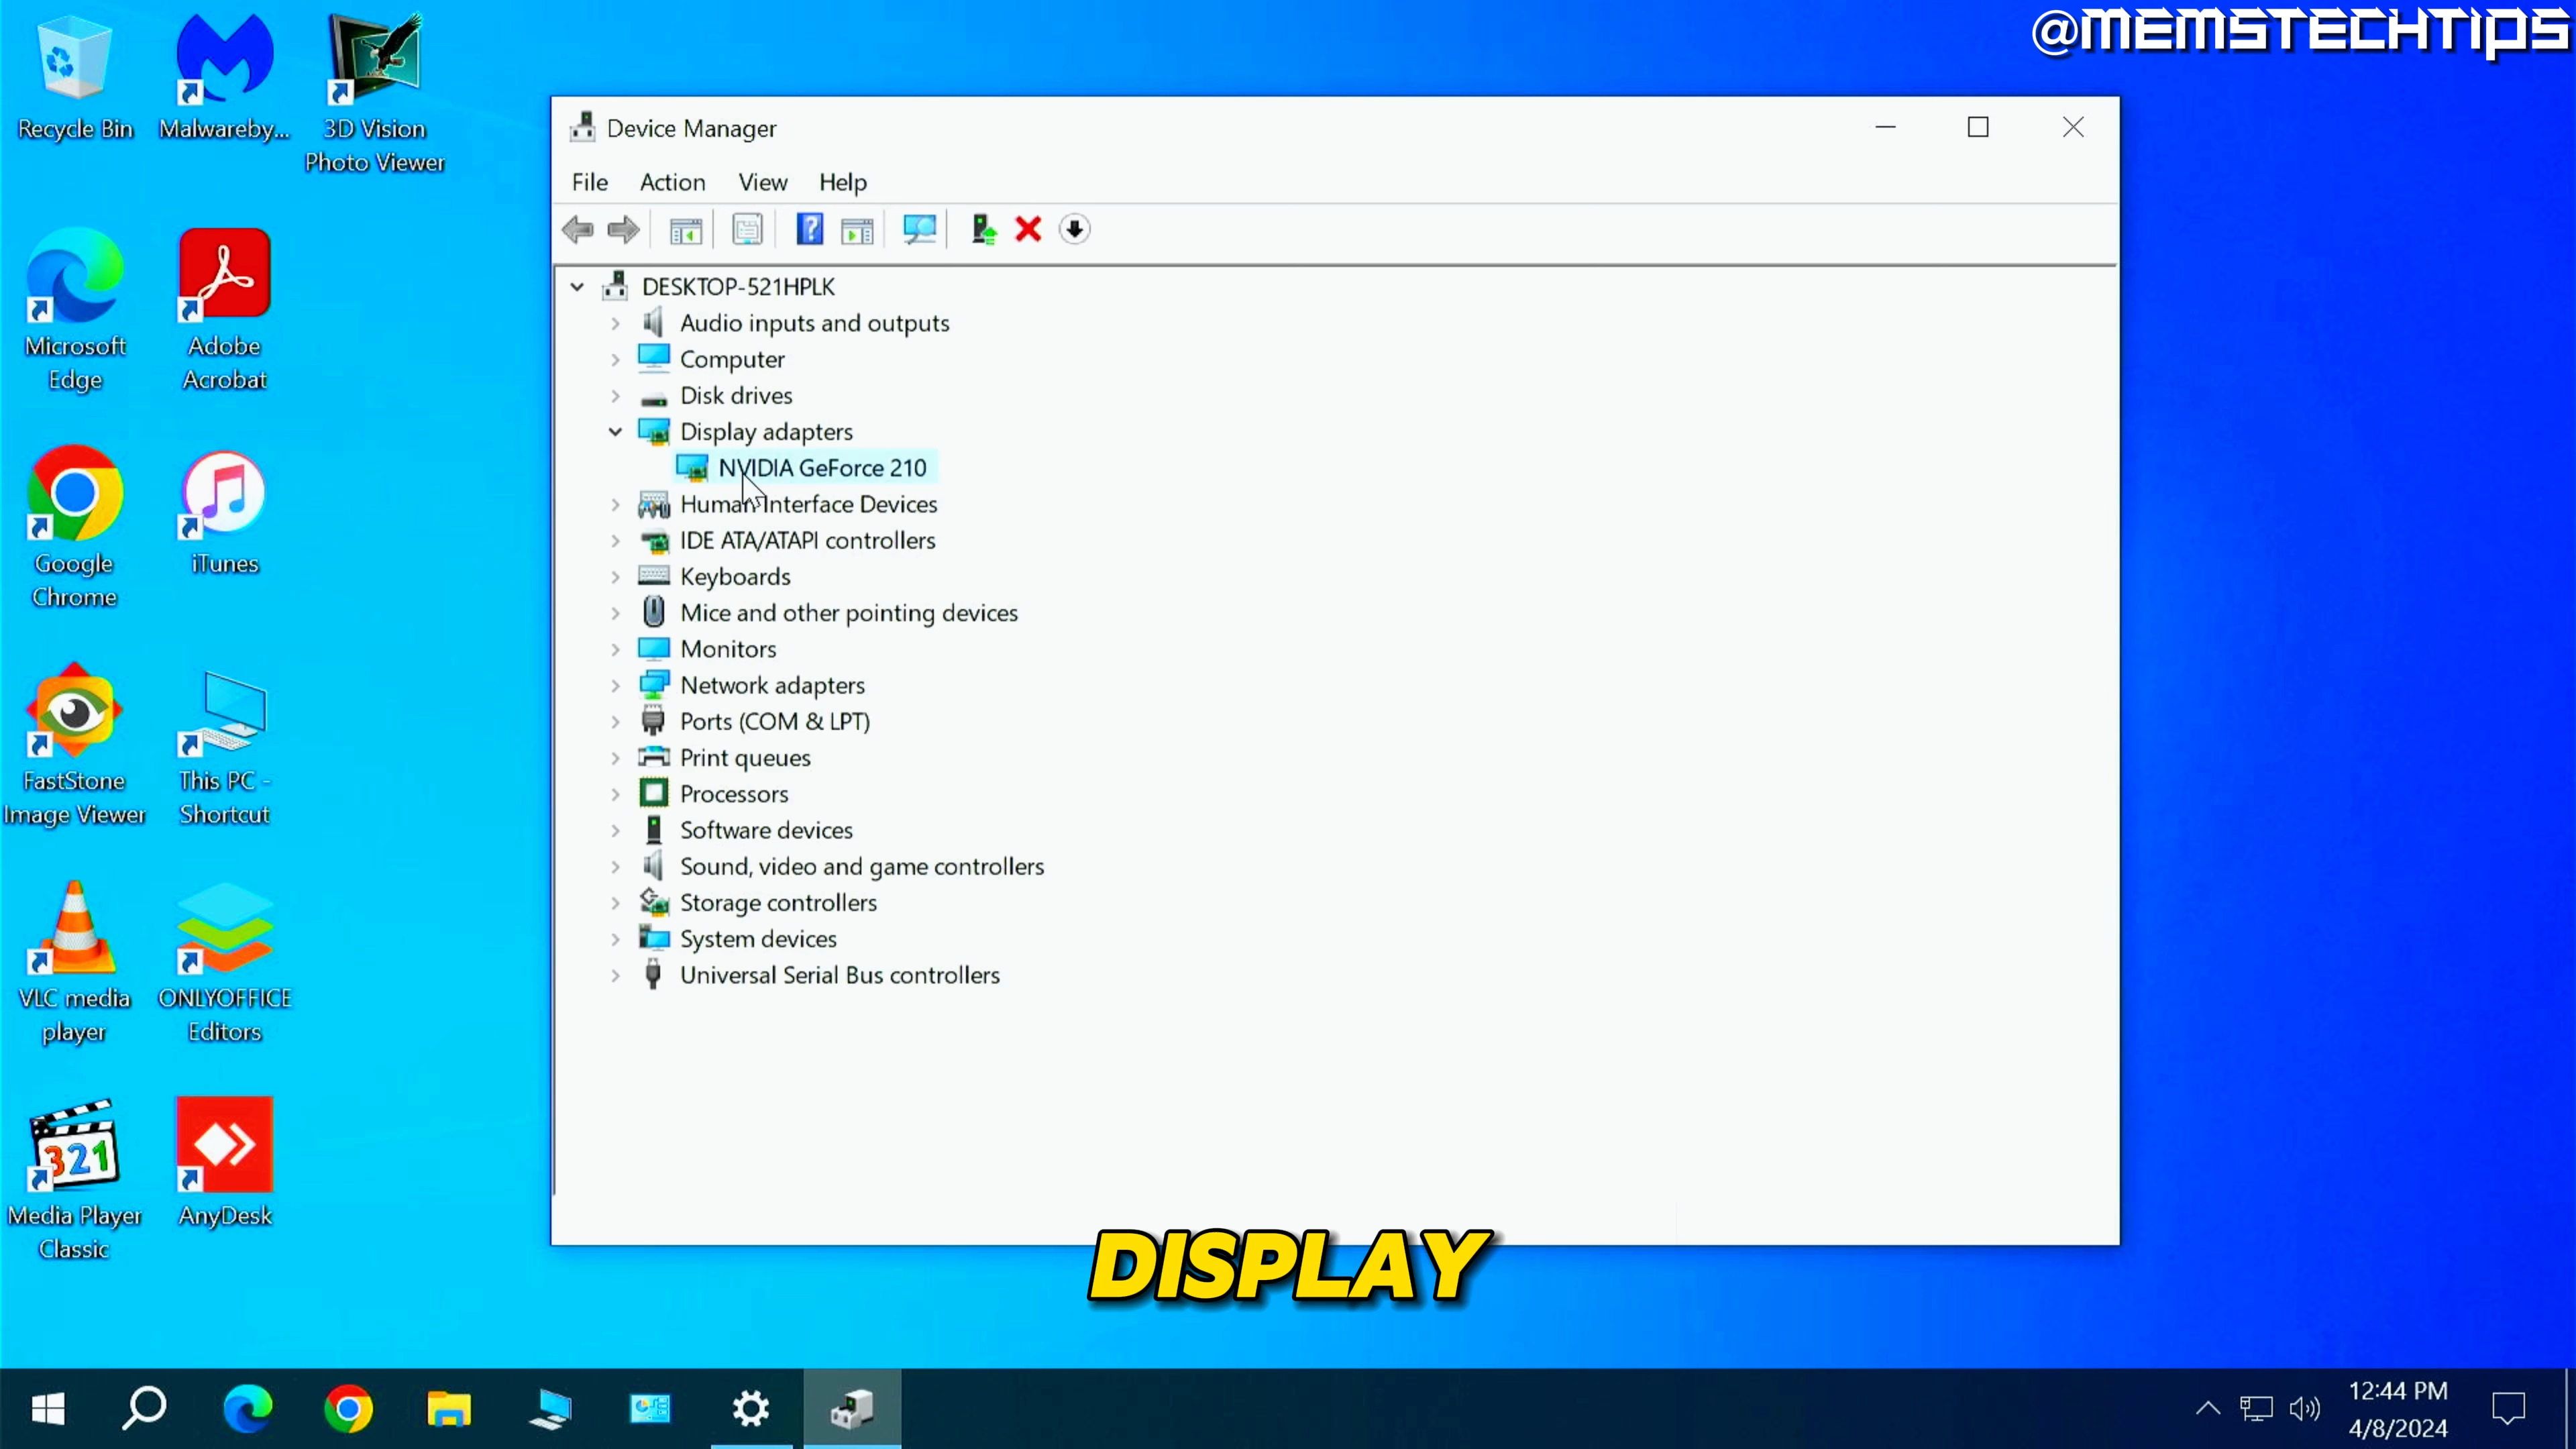 @MEMSTECHTIPS
Recycle Bin
Malwareby...
3D Vision
Photo Viewer
Microsoft
Edge
Adobe
Acrobat
Google
Chrome
iTunes
FastStone
Image Viewer
This PC -
Shortcut
VLC media
player
ONLYOFFICE
Editors
321
Media Player
Classic
AnyDesk
Device Manager
File Action View Help
DESKTOP-521HPLK
Audio inputs and outputs
Computer
Disk drives
Display adapters
NVIDIA GeForce 210
Human Interface Devices
IDE ATA/ATAPI controllers
Keyboards
Mice and other pointing devices
Monitors
Network adapters
Ports (COM & LPT)
Print queues
Processors
Software devices
Sound, video and game controllers
Storage controllers
System devices
Universal Serial Bus controllers
DISPLAY
12:44 PM
4/8/2024